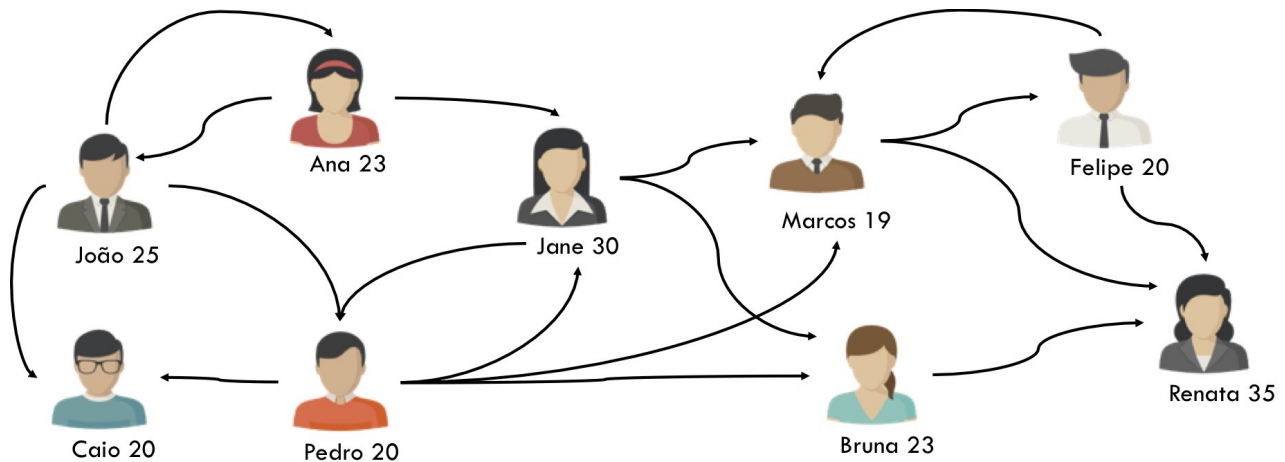 Ana 23
Felipe 20
Marcos 19
João 25
Jane 30
Renata 35
Caio 20
Pedro 20
Bruna 23